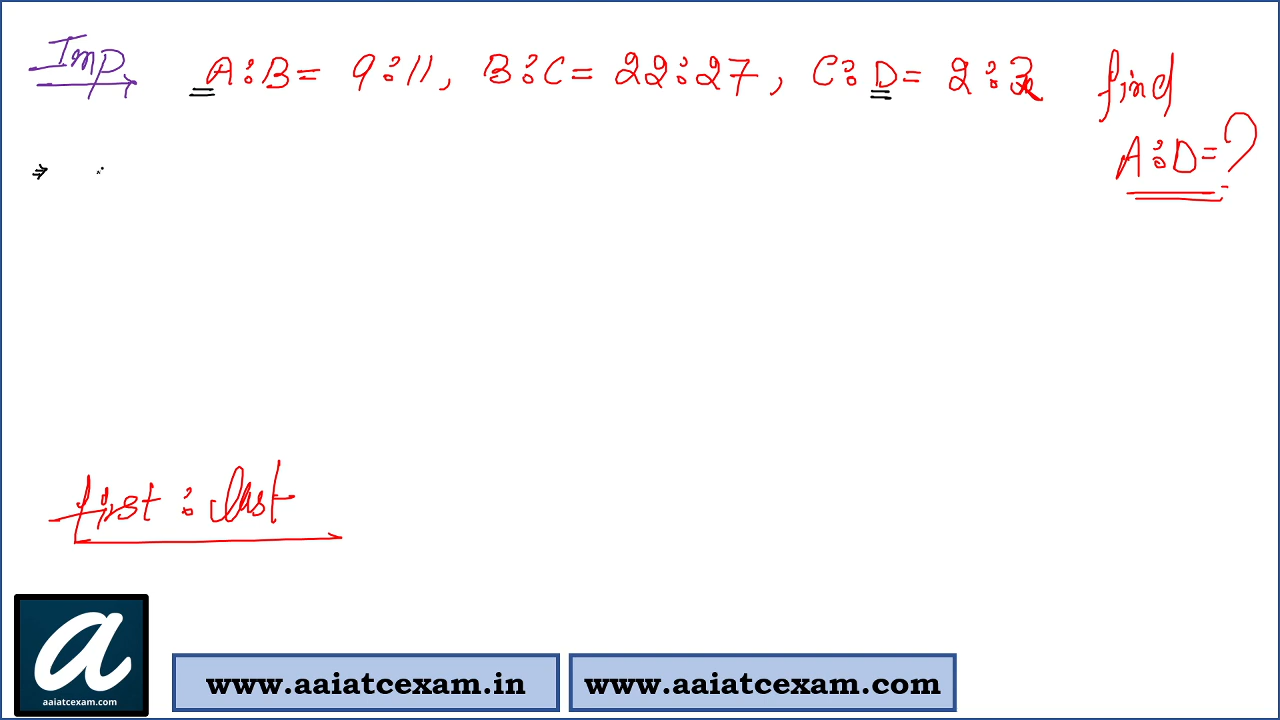 Imp A:B= 9:11, B:C= 22:27, C:D= 2:3 find
A:D=?
first : last
a
aaiatcexam.com
www.aaiatcexam.in
www.aaiatcexam.com